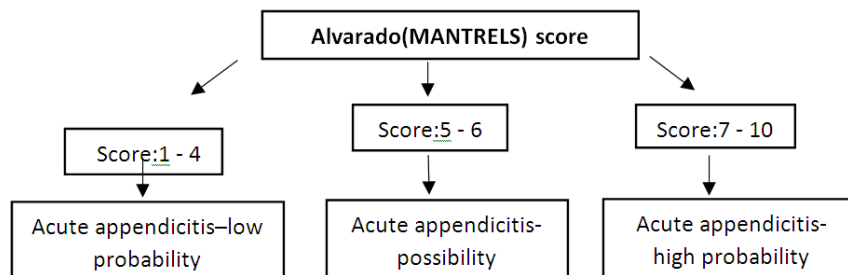 Alvarado(MANTRELS) score
Score:1 - 4
Score:5 - 6
Score:7 - 10
Acute appendicitis–low
probability
Acute appendicitis-
possibility
Acute appendicitis-
high probability